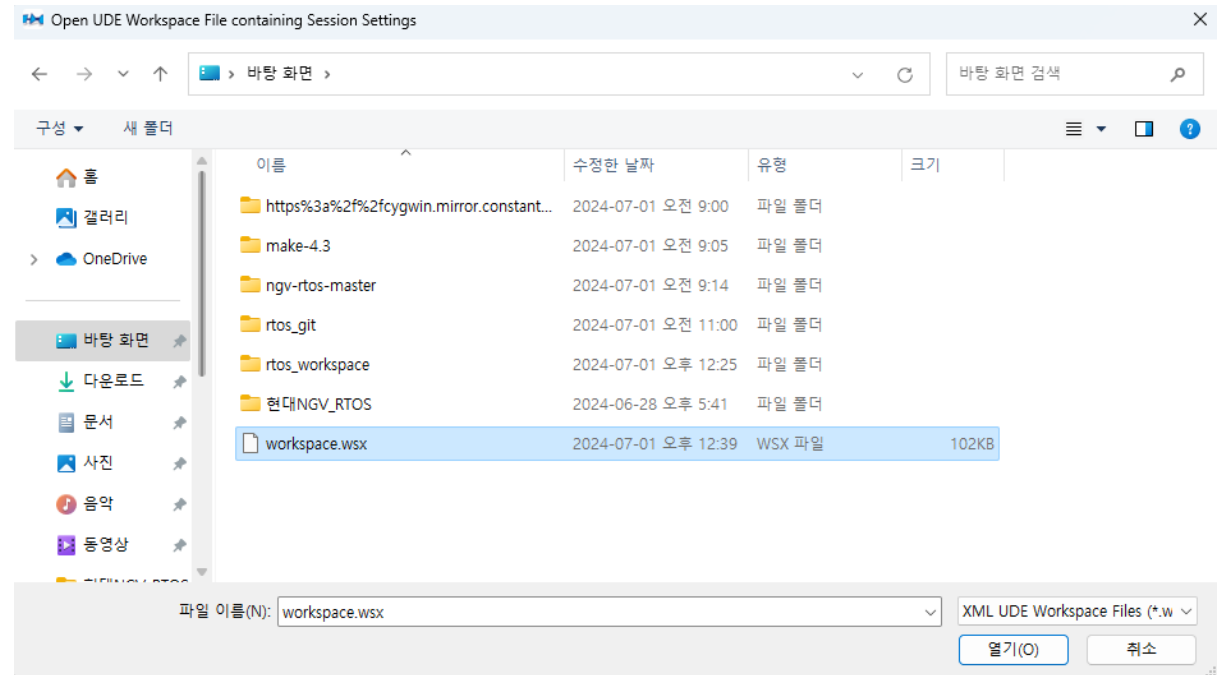 Open UDE Workspace File containing Session Settings
바탕 화면
바탕 화면 검색
구성
새 폴더
이름
수정한 날짜
유형
크기
홈
갤러리
OneDrive
바탕 화면
다운로드
문서
사진
음악
동영상
https%3a%2f%2fcygwin.mirror.constant... 2024-07-01 오전 9:00 파일 폴더
make-4.3 2024-07-01 오전 9:05 파일 폴더
ngv-rtos-master 2024-07-01 오전 9:14 파일 폴더
rtos_git 2024-07-01 오전 11:00 파일 폴더
rtos_workspace 2024-07-01 오후 12:25 파일 폴더
현대NGV_RTOS 2024-06-28 오후 5:41 파일 폴더
workspace.wsx 2024-07-01 오후 12:39 WSX 파일 102KB
파일 이름(N): workspace.wsx
XML UDE Workspace Files (*.w
열기(O)
취소